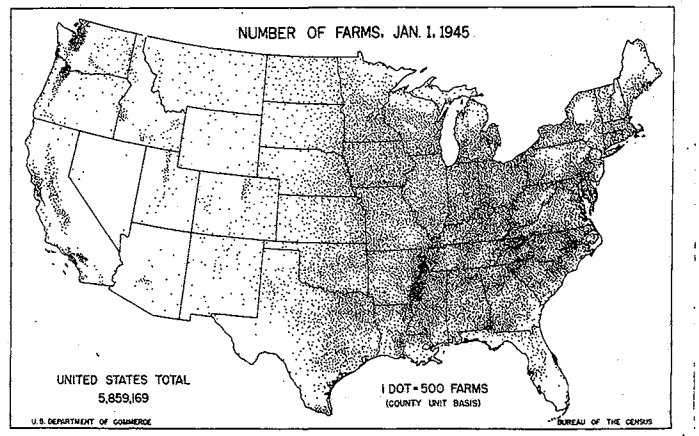 NUMBER OF FARMS, JAN. 1, 1945
UNITED STATES TOTAL
5,859,169
1 DOT = 500 FARMS
(COUNTY UNIT BASIS)
U.S. DEPARTMENT OF COMMERCE
BUREAU OF THE CENSUS